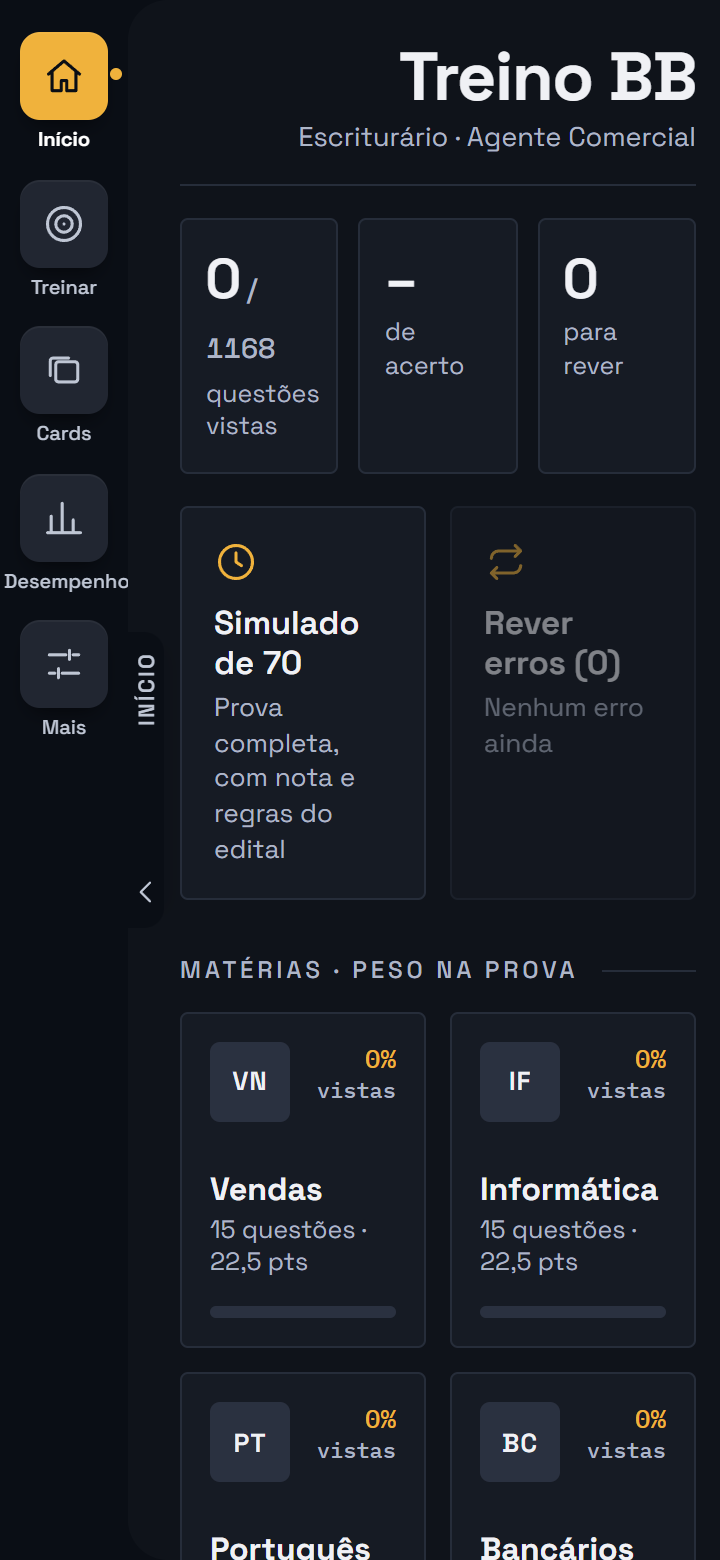 Início
Treinar
Cards
Desempenho
Mais
INÍCIO
Treino BB
Escriturário · Agente Comercial
0/
1168
questões
vistas
–
de
acerto
0
para
rever
Simulado
de 70
Prova
completa,
com nota e
regras do
edital
Rever
erros (0)
Nenhum erro
ainda
MATÉRIAS · PESO NA PROVA
VN
0%
vistas
Vendas
15 questões ·
22,5 pts
IF
0%
vistas
Informática
15 questões ·
22,5 pts
PT
0%
vistas
Português
BC
0%
vistas
Bancários